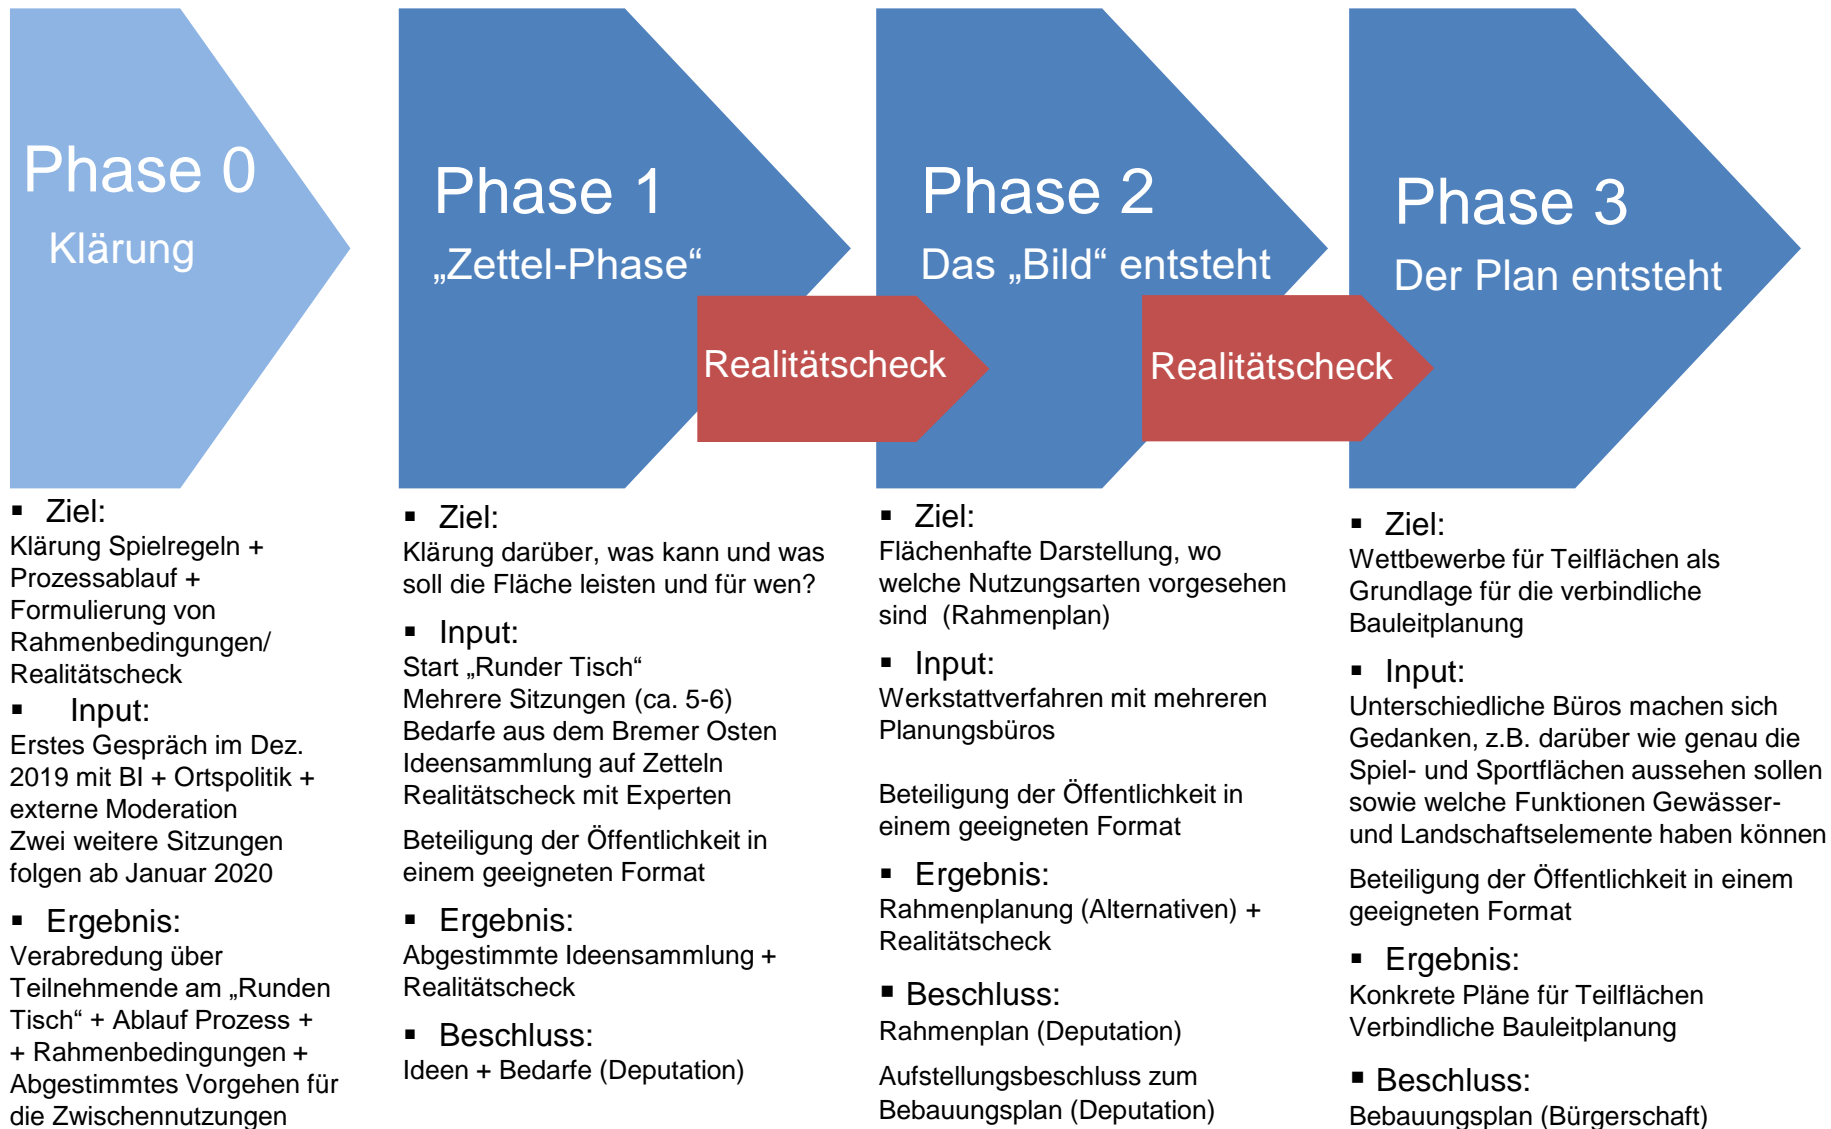 Phase 0
Klärung
Phase 1
„Zettel-Phase“
Phase 2
Das „Bild“ entsteht
Phase 3
Der Plan entsteht
Realitätscheck
Realitätscheck
▪ Ziel:
Klärung Spielregeln +
Prozessablauf +
Formulierung von
Rahmenbedingungen/
Realitätscheck
▪ Input:
Erstes Gespräch im Dez.
2019 mit BI + Ortspolitik +
externe Moderation
Zwei weitere Sitzungen
folgen ab Januar 2020
▪ Ergebnis:
Verabredung über
Teilnehmende am „Runden
Tisch“ + Ablauf Prozess +
+ Rahmenbedingungen +
Abgestimmtes Vorgehen für
die Zwischennutzungen
▪ Ziel:
Klärung darüber, was kann und was
soll die Fläche leisten und für wen?
▪ Input:
Start „Runder Tisch“
Mehrere Sitzungen (ca. 5-6)
Bedarfe aus dem Bremer Osten
Ideensammlung auf Zetteln
Realitätscheck mit Experten
Beteiligung der Öffentlichkeit in
einem geeigneten Format
▪ Ergebnis:
Abgestimmte Ideensammlung +
Realitätscheck
▪ Beschluss:
Ideen + Bedarfe (Deputation)
▪ Ziel:
Flächenhafte Darstellung, wo
welche Nutzungsarten vorgesehen
sind (Rahmenplan)
▪ Input:
Werkstattverfahren mit mehreren
Planungsbüros
Beteiligung der Öffentlichkeit in
einem geeigneten Format
▪ Ergebnis:
Rahmenplanung (Alternativen) +
Realitätscheck
▪ Beschluss:
Rahmenplan (Deputation)
Aufstellungsbeschluss zum
Bebauungsplan (Deputation)
▪ Ziel:
Wettbewerbe für Teilflächen als
Grundlage für die verbindliche
Bauleitplanung
▪ Input:
Unterschiedliche Büros machen sich
Gedanken, z.B. darüber wie genau die
Spiel- und Sportflächen aussehen sollen
sowie welche Funktionen Gewässer-
und Landschaftselemente haben können
Beteiligung der Öffentlichkeit in einem
geeigneten Format
▪ Ergebnis:
Konkrete Pläne für Teilflächen
Verbindliche Bauleitplanung
▪ Beschluss:
Bebauungsplan (Bürgerschaft)